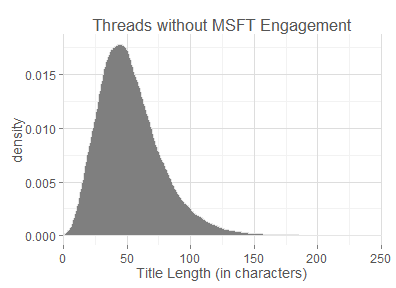 Threads without MSFT Engagement
0.015
0.010
0.005
0.000
density
0 50 100 150 200 250
Title Length (in characters)